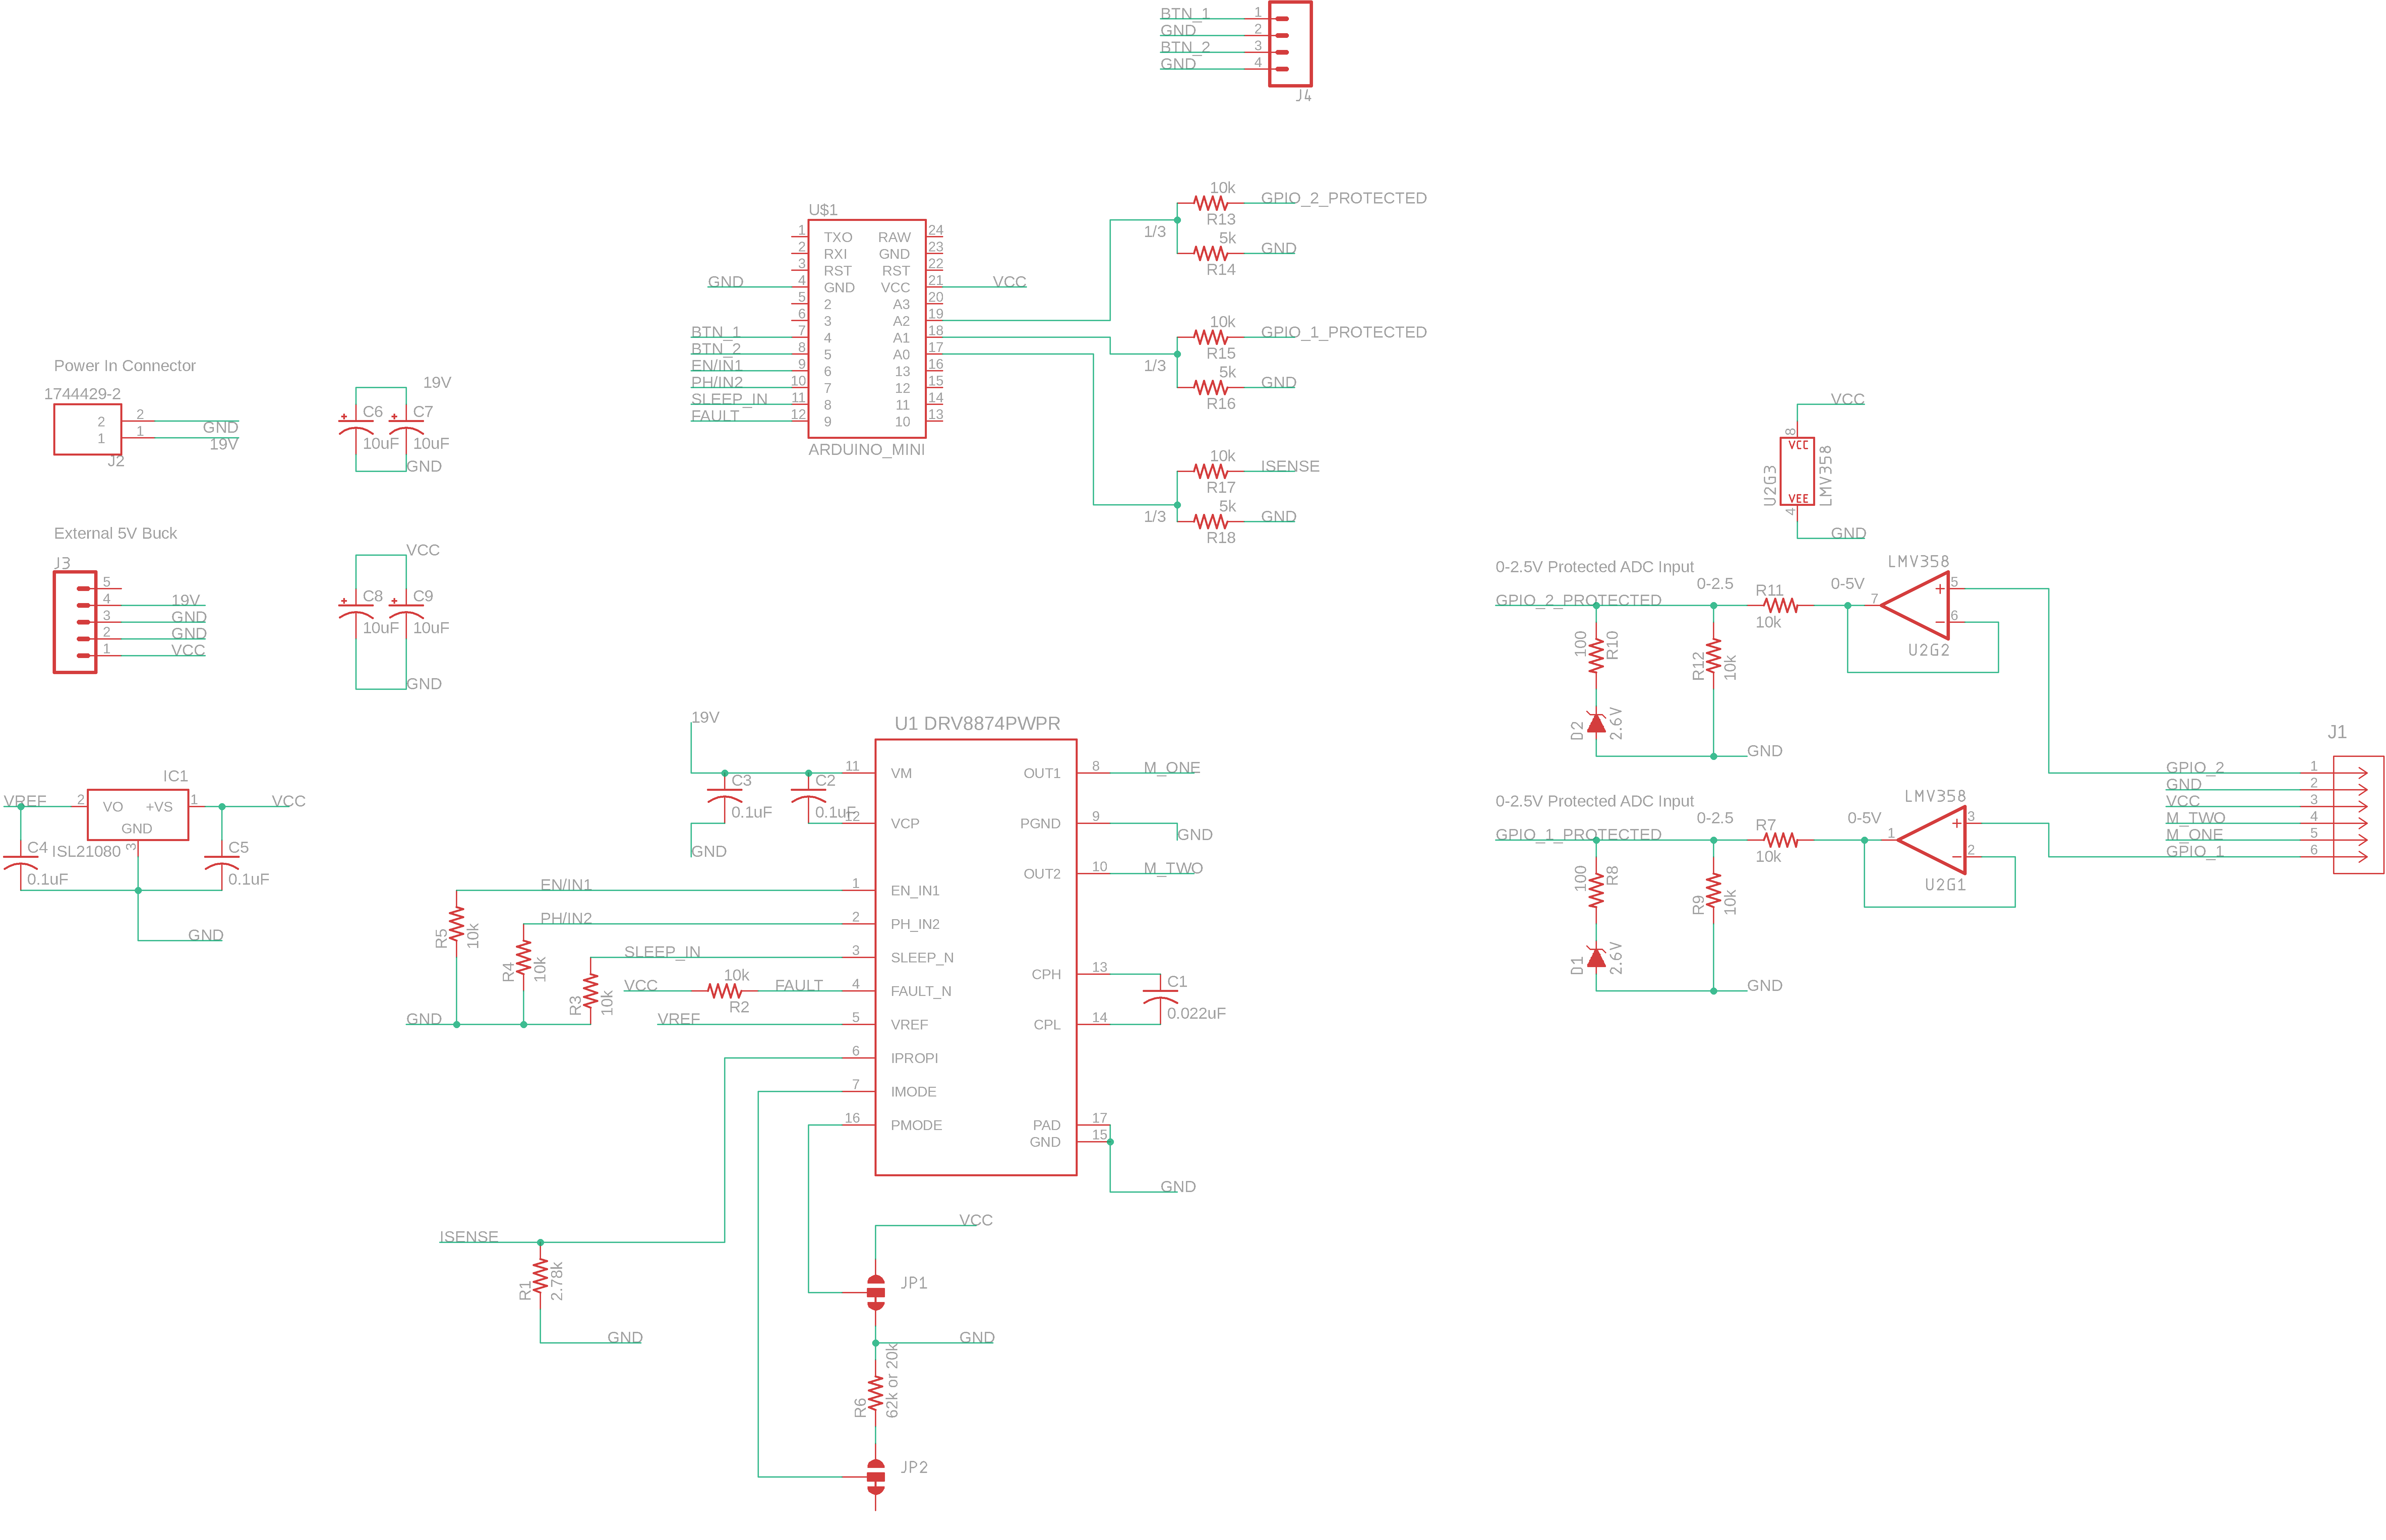 BTN_1 1
GND 2
BTN_2 3
GND 4
J4
U$1
1 TXO RAW 24
2 RXI GND 23
3 RST RST 22
GND 4 GND VCC 21 VCC
5 2 A3 20
6 3 A2 19
BTN_1 7 4 A1 18
BTN_2 8 5 A0 17
EN/IN1 9 6 13 16
PH/IN2 10 7 12 15
SLEEP_IN 11 8 11 14
FAULT 12 9 10 13
ARDUINO_MINI
10k GPIO_2_PROTECTED
R13
1/3
5k GND
R14
10k GPIO_1_PROTECTED
R15
1/3
5k GND
R16
10k ISENSE
R17
1/3
5k GND
R18
Power In Connector
1744429-2
2 2 GND
1 1 19V
J2
19V
C6 C7
10uF 10uF
GND
External 5V Buck
J3
5
4 19V
3 GND
2 GND
1 VCC
VCC
C8 C9
10uF 10uF
GND
IC1
VREF 2 VO +VS 1 VCC
GND
3
ISL21080
C4 C5
0.1uF 0.1uF
GND
VCC
8
VCC
U2G3 LMV358
VEE
4
GND
0-2.5V Protected ADC Input
GPIO_2_PROTECTED
0-2.5 R11 0-5V
10k
LMV358
7 5
6
U2G2
100 R10
R12 10k
D2 2.6V
GND
0-2.5V Protected ADC Input
GPIO_1_PROTECTED
0-2.5 R7 0-5V
10k
LMV358
1 3
2
U2G1
100 R8
R9 10k
D1 2.6V
GND
J1
GPIO_2 1
GND 2
VCC 3
M_TWO 4
M_ONE 5
GPIO_1 6
U1 DRV8874PWPR
19V
11 VM OUT1 8 M_ONE
C3 C2
0.1uF 0.1uF
12 VCP PGND 9 GND
GND
OUT2 10 M_TWO
EN/IN1 1 EN_IN1
PH/IN2 2 PH_IN2
SLEEP_IN 3 SLEEP_N CPH 13
VCC 10k FAULT 4 FAULT_N
R2
C1
0.022uF
VREF 5 VREF CPL 14
R5 10k
R4 10k
R3 10k
GND
6 IPROPI
7 IMODE
16 PMODE PAD 17
GND 15
GND
ISENSE
R1 2.78k
GND
VCC
JP1
GND
R6 62k or 20k
JP2